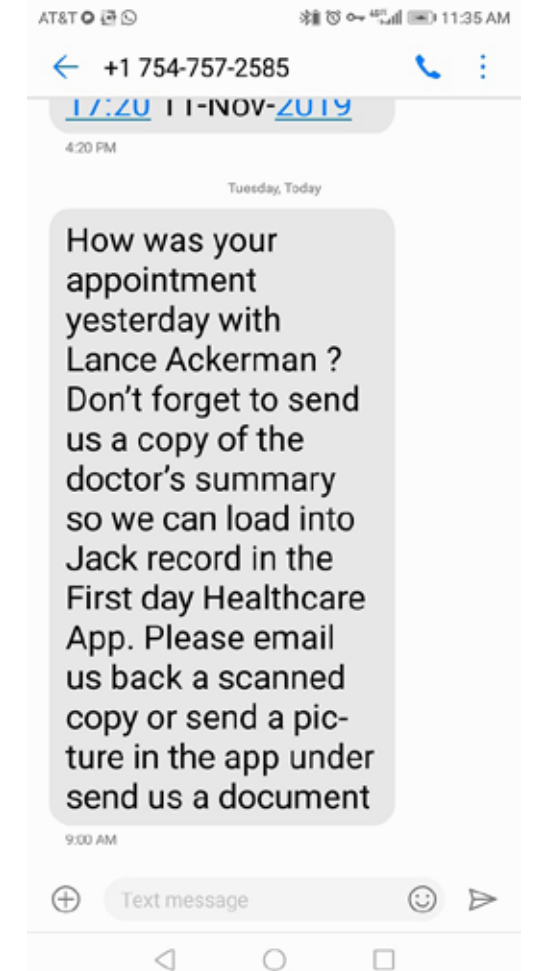 AT&T 11:35 AM
+1 754-757-2585
17:20 11-Nov-2019
4:20 PM
Tuesday, Today
How was your
appointment
yesterday with
Lance Ackerman ?
Don't forget to send
us a copy of the
doctor's summary
so we can load into
Jack record in the
First day Healthcare
App. Please email
us back a scanned
copy or send a pic-
ture in the app under
send us a document
9:00 AM
Text message